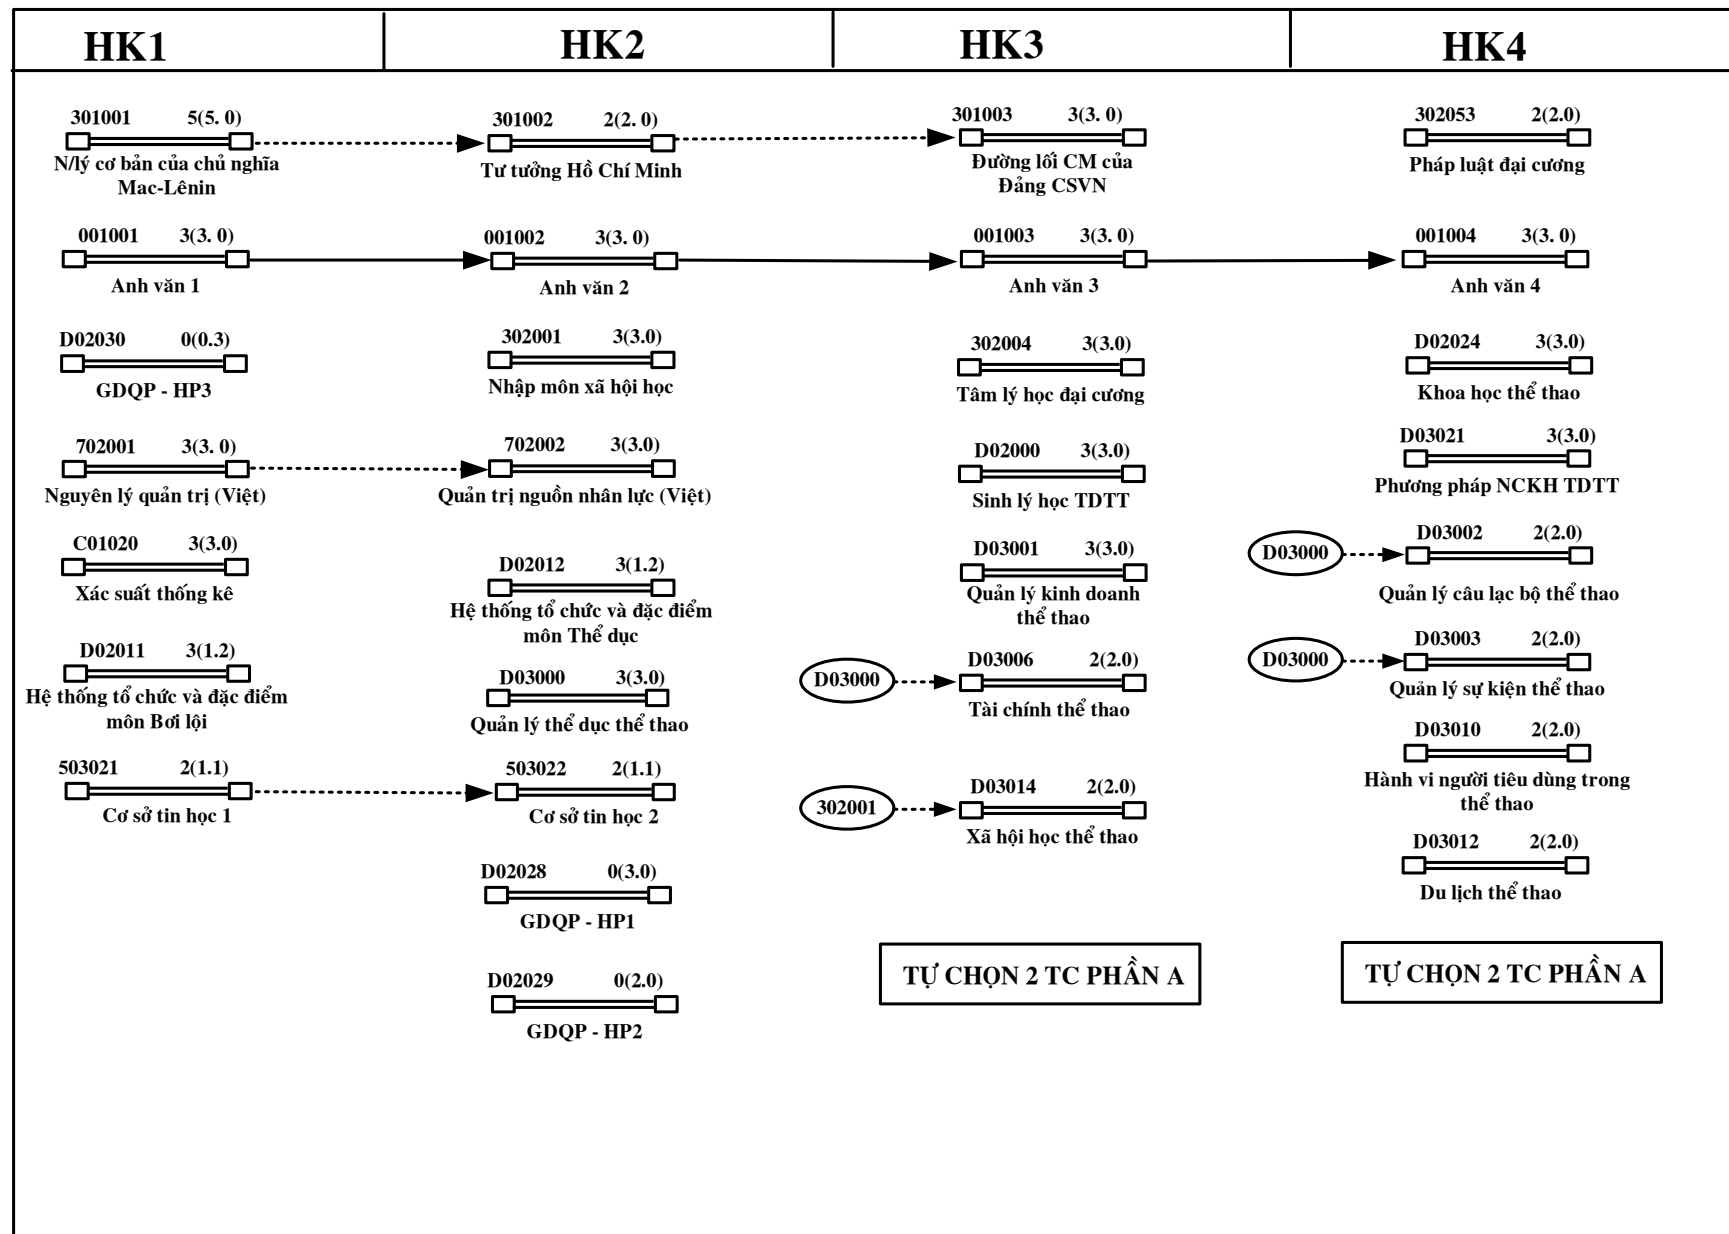 HK1
HK2
HK3
HK4
301001 5(5. 0)
N/lý cơ bản của chủ nghĩa
Mac-Lênin
001001 3(3. 0)
Anh văn 1
D02030 0(0.3)
GDQP - HP3
702001 3(3. 0)
Nguyên lý quản trị (Việt)
C01020 3(3.0)
Xác suất thống kê
D02011 3(1.2)
Hệ thống tổ chức và đặc điểm
môn Bơi lội
503021 2(1.1)
Cơ sở tin học 1
301002 2(2. 0)
Tư tưởng Hồ Chí Minh
001002 3(3. 0)
Anh văn 2
302001 3(3.0)
Nhập môn xã hội học
702002 3(3.0)
Quản trị nguồn nhân lực (Việt)
D02012 3(1.2)
Hệ thống tổ chức và đặc điểm
môn Thể dục
D03000 3(3.0)
Quản lý thể dục thể thao
503022 2(1.1)
Cơ sở tin học 2
D02028 0(3.0)
GDQP - HP1
D02029 0(2.0)
GDQP - HP2
301003 3(3. 0)
Đường lối CM của
Đảng CSVN
001003 3(3. 0)
Anh văn 3
302004 3(3.0)
Tâm lý học đại cương
D02000 3(3.0)
Sinh lý học TDTT
D03001 3(3.0)
Quản lý kinh doanh
thể thao
D03000
D03006 2(2.0)
Tài chính thể thao
302001
D03014 2(2.0)
Xã hội học thể thao
TỰ CHỌN 2 TC PHẦN A
302053 2(2.0)
Pháp luật đại cương
001004 3(3. 0)
Anh văn 4
D02024 3(3.0)
Khoa học thể thao
D03021 3(3.0)
Phương pháp NCKH TDTT
D03000
D03002 2(2.0)
Quản lý câu lạc bộ thể thao
D03000
D03003 2(2.0)
Quản lý sự kiện thể thao
D03010 2(2.0)
Hành vi người tiêu dùng trong
thể thao
D03012 2(2.0)
Du lịch thể thao
TỰ CHỌN 2 TC PHẦN A